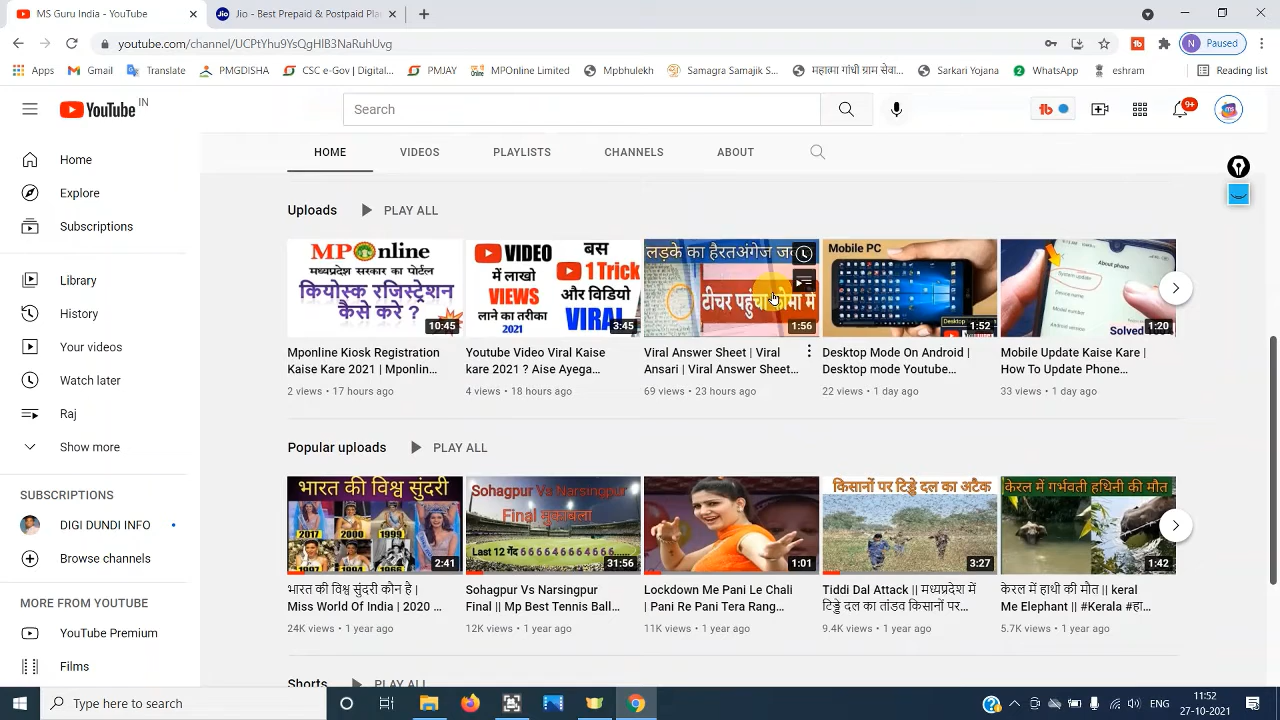 MS Guru India - YouTube
Jio - Best Prepaid & Postpaid Pla
youtube.com/channel/UCPtYhu9YsQgHlB3NaRuhUvg
Paused
Apps
Gmail
Translate
PMGDISHA
CSC e-Gov | Digital...
PMJAY
MPOnline Limited
Mpbhulekh
Samagra Samajik S...
महात्मा गांधी ग्राम सेवा...
Sarkari Yojana
WhatsApp
eshram
Reading list
YouTube IN
Search
9+
Home
Explore
Subscriptions
Library
History
Your videos
Watch later
Raj
Show more
SUBSCRIPTIONS
DIGI DUNDI INFO
Browse channels
MORE FROM YOUTUBE
YouTube Premium
Films
HOME VIDEOS PLAYLISTS CHANNELS ABOUT
Uploads PLAY ALL
MPOnline
मध्यप्रदेश सरकार का पोर्टल
कियोस्क रजिस्ट्रेशन
कैसे करे ?
10:45
Mponline Kiosk Registration
Kaise Kare 2021 | Mponlin...
2 views • 17 hours ago
VIDEO
में लाखो
VIEWS
लाने का तरीका
2021
बस
1 Trick
और विडियो
VIRAL
3:45
Youtube Video Viral Kaise
kare 2021 ? Aise Ayega...
4 views • 18 hours ago
लड़के का हैरतअंगेज
टीचर पहुंचा कोमा में
1:56
Viral Answer Sheet | Viral
Ansari | Viral Answer Sheet...
69 views • 23 hours ago
Mobile PC
Desktop
1:52
Desktop Mode On Android |
Desktop mode Youtube...
22 views • 1 day ago
About phone
System update
Device name
Model number
Android version
Solved
1:20
Mobile Update Kaise Kare |
How To Update Phone...
33 views • 1 day ago
Popular uploads PLAY ALL
भारत की विश्व सुंदरी
2017 2000 1999
1997 1994 1966
2:41
भारत की विश्व सुंदरी कौन है |
Miss World Of India | 2020 ...
24K views • 1 year ago
Sohagpur Vs Narsingpur
Final मुकाबला
Last 12 गेंद 6 6 6 6 4 6 6 6 4 6 6......
31:56
Sohagpur Vs Narsingpur
Final || Mp Best Tennis Ball...
12K views • 1 year ago
1:01
Lockdown Me Pani Le Chali
| Pani Re Pani Tera Rang...
11K views • 1 year ago
किसानों पर टिड्डे दल का अटैक
3:27
Tiddi Dal Attack || मध्यप्रदेश में
टिड्डे दल का तांडव किसानों पर...
9.4K views • 1 year ago
केरल में गर्भवती हथिनी की मौत
1:42
केरल में हाथी की मौत || keral
Me Elephant || #Kerala #हा...
5.7K views • 1 year ago
Shorts PLAY ALL
Type here to search
11:52
27-10-2021